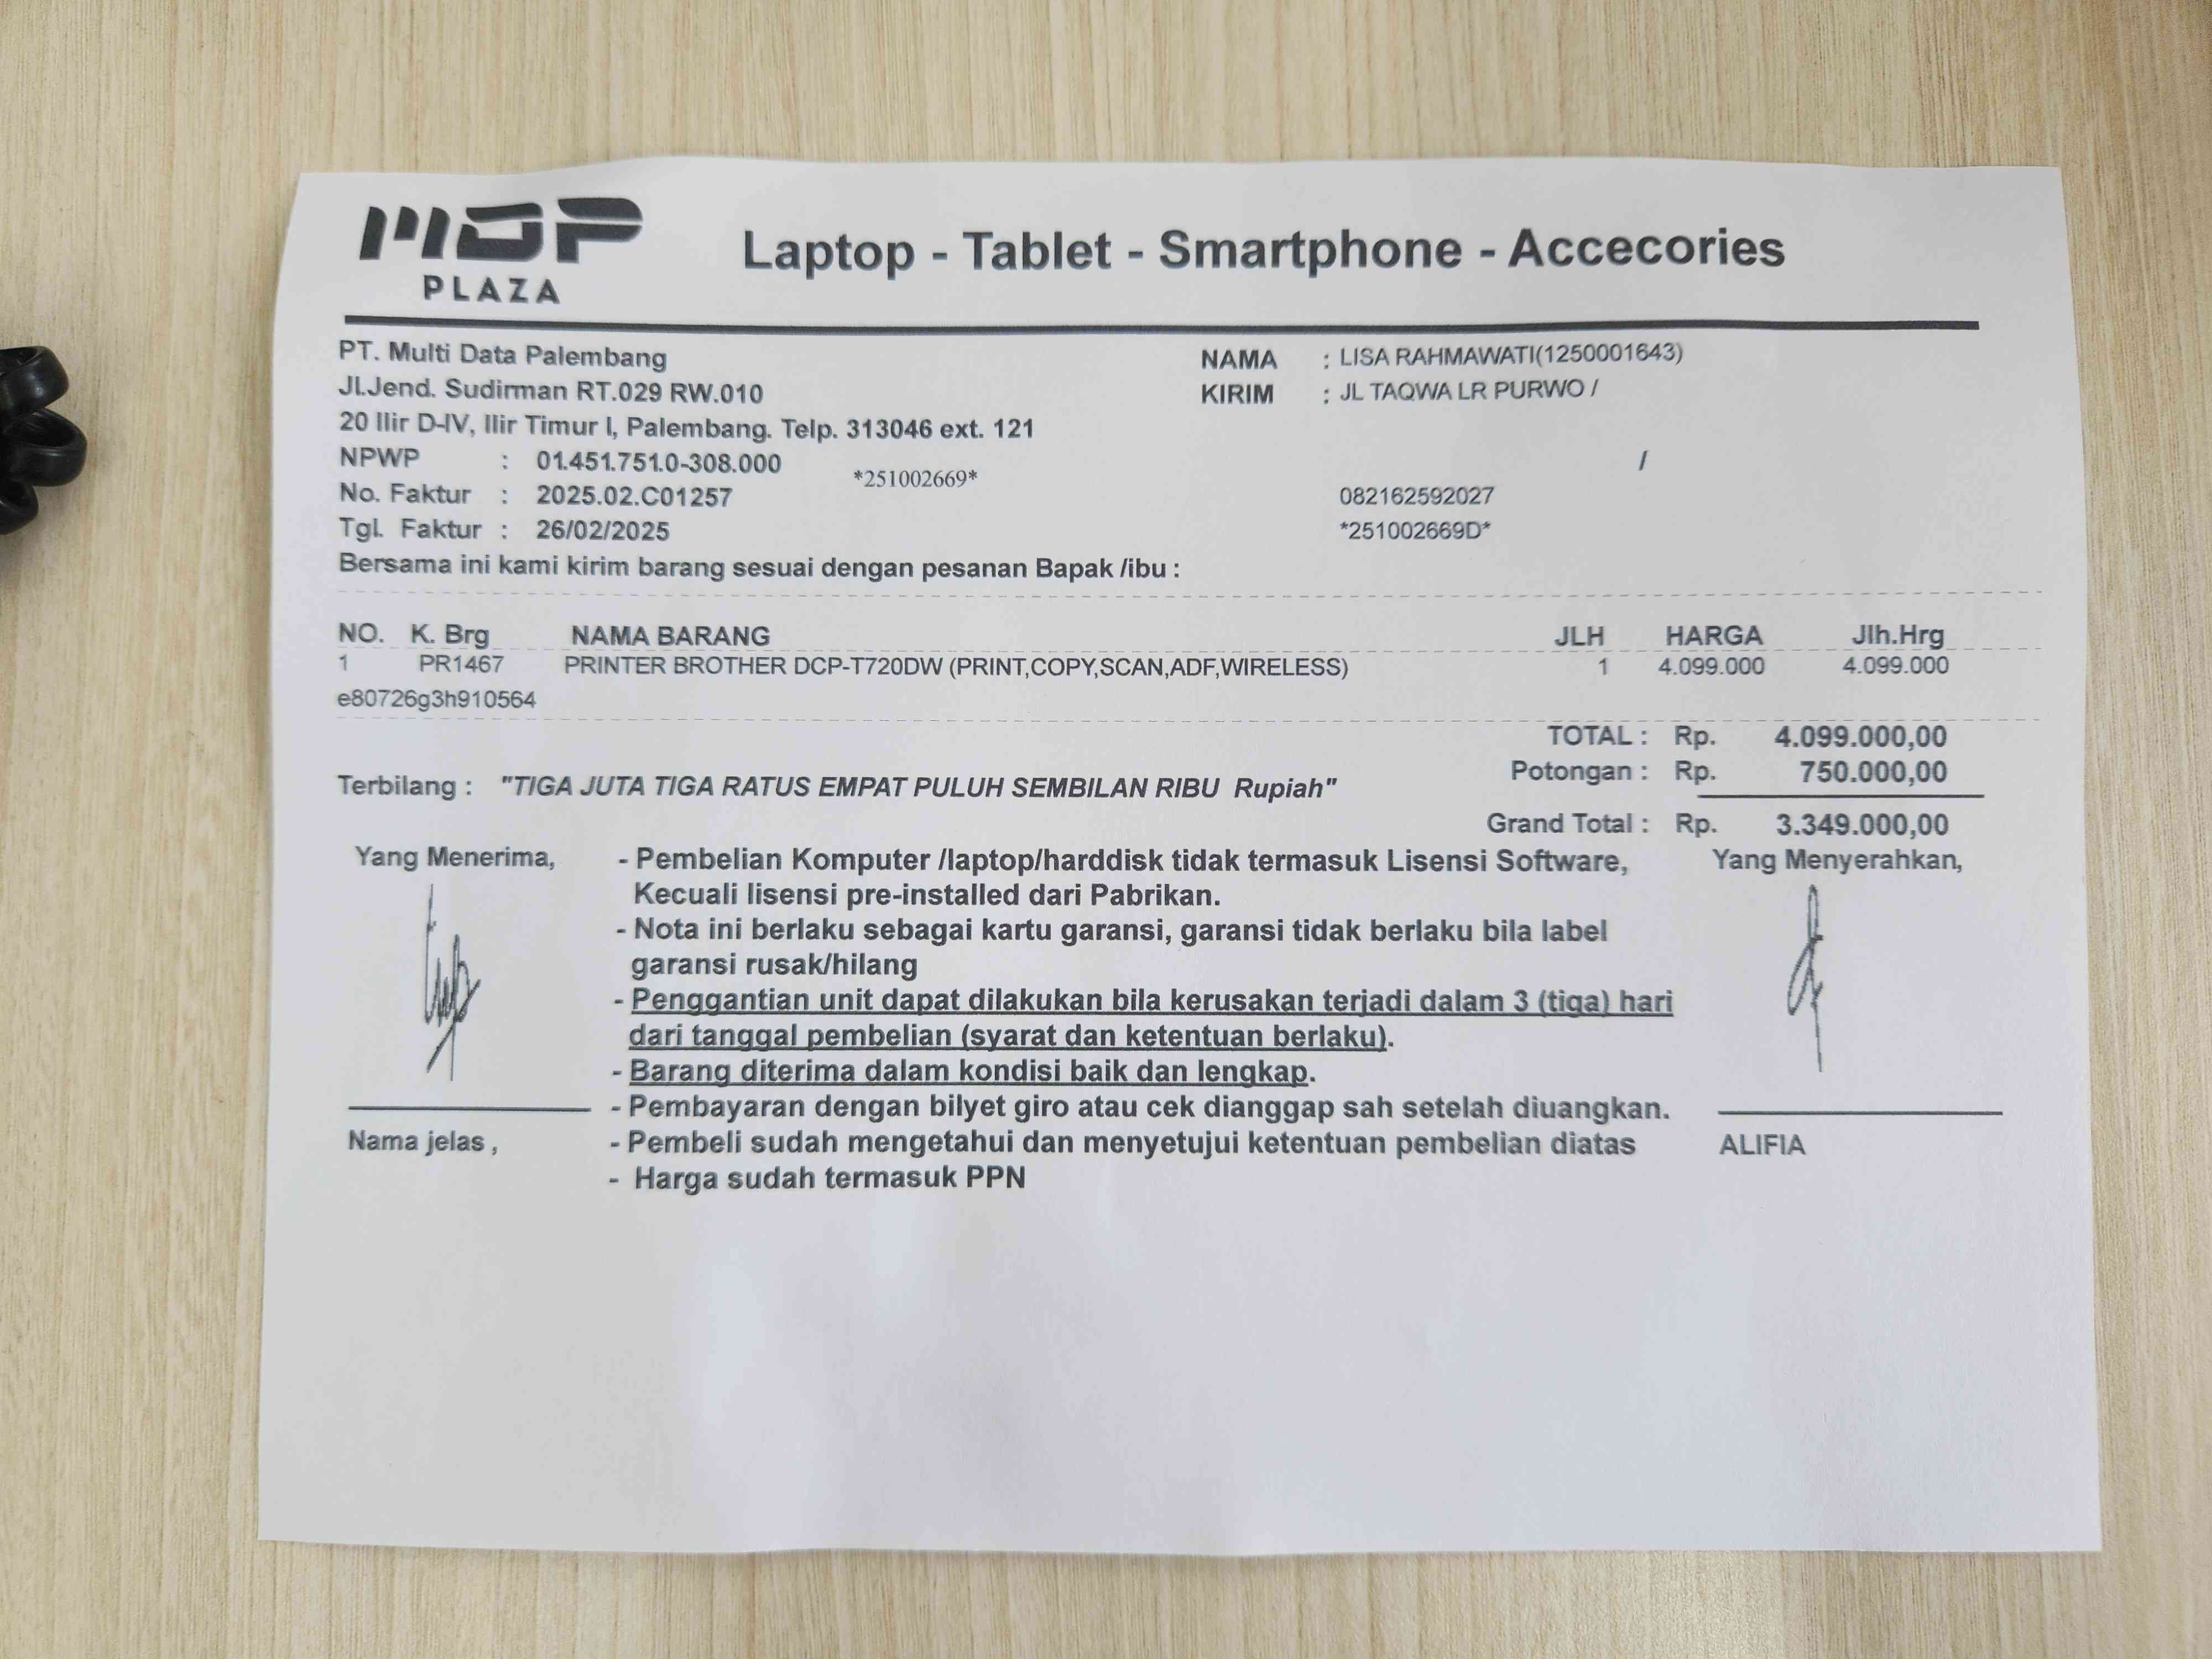 MDP
PLAZA
Laptop - Tablet - Smartphone - Accecories
PT. Multi Data Palembang
Jl.Jend. Sudirman RT.029 RW.010
20 Ilir D-IV, Ilir Timur I, Palembang. Telp. 313046 ext. 121
NPWP : 01.451.751.0-308.000
*251002669*
No. Faktur : 2025.02.C01257
Tgl. Faktur : 26/02/2025
NAMA : LISA RAHMAWATI(1250001643)
KIRIM : JL TAQWA LR PURWO /
/
082162592027
*251002669D*
Bersama ini kami kirim barang sesuai dengan pesanan Bapak /ibu :
NO. K. Brg NAMA BARANG JLH HARGA Jlh.Hrg
1 PR1467 PRINTER BROTHER DCP-T720DW (PRINT,COPY,SCAN,ADF,WIRELESS) 1 4.099.000 4.099.000
e80726g3h910564
TOTAL : Rp. 4.099.000,00
Potongan : Rp. 750.000,00
Terbilang : "TIGA JUTA TIGA RATUS EMPAT PULUH SEMBILAN RIBU Rupiah"
Grand Total : Rp. 3.349.000,00
Yang Menerima,
- Pembelian Komputer /laptop/harddisk tidak termasuk Lisensi Software,
Kecuali lisensi pre-installed dari Pabrikan.
- Nota ini berlaku sebagai kartu garansi, garansi tidak berlaku bila label
garansi rusak/hilang
- Penggantian unit dapat dilakukan bila kerusakan terjadi dalam 3 (tiga) hari
dari tanggal pembelian (syarat dan ketentuan berlaku).
- Barang diterima dalam kondisi baik dan lengkap.
- Pembayaran dengan bilyet giro atau cek dianggap sah setelah diuangkan.
- Pembeli sudah mengetahui dan menyetujui ketentuan pembelian diatas
- Harga sudah termasuk PPN
Nama jelas ,
Yang Menyerahkan,
ALIFIA